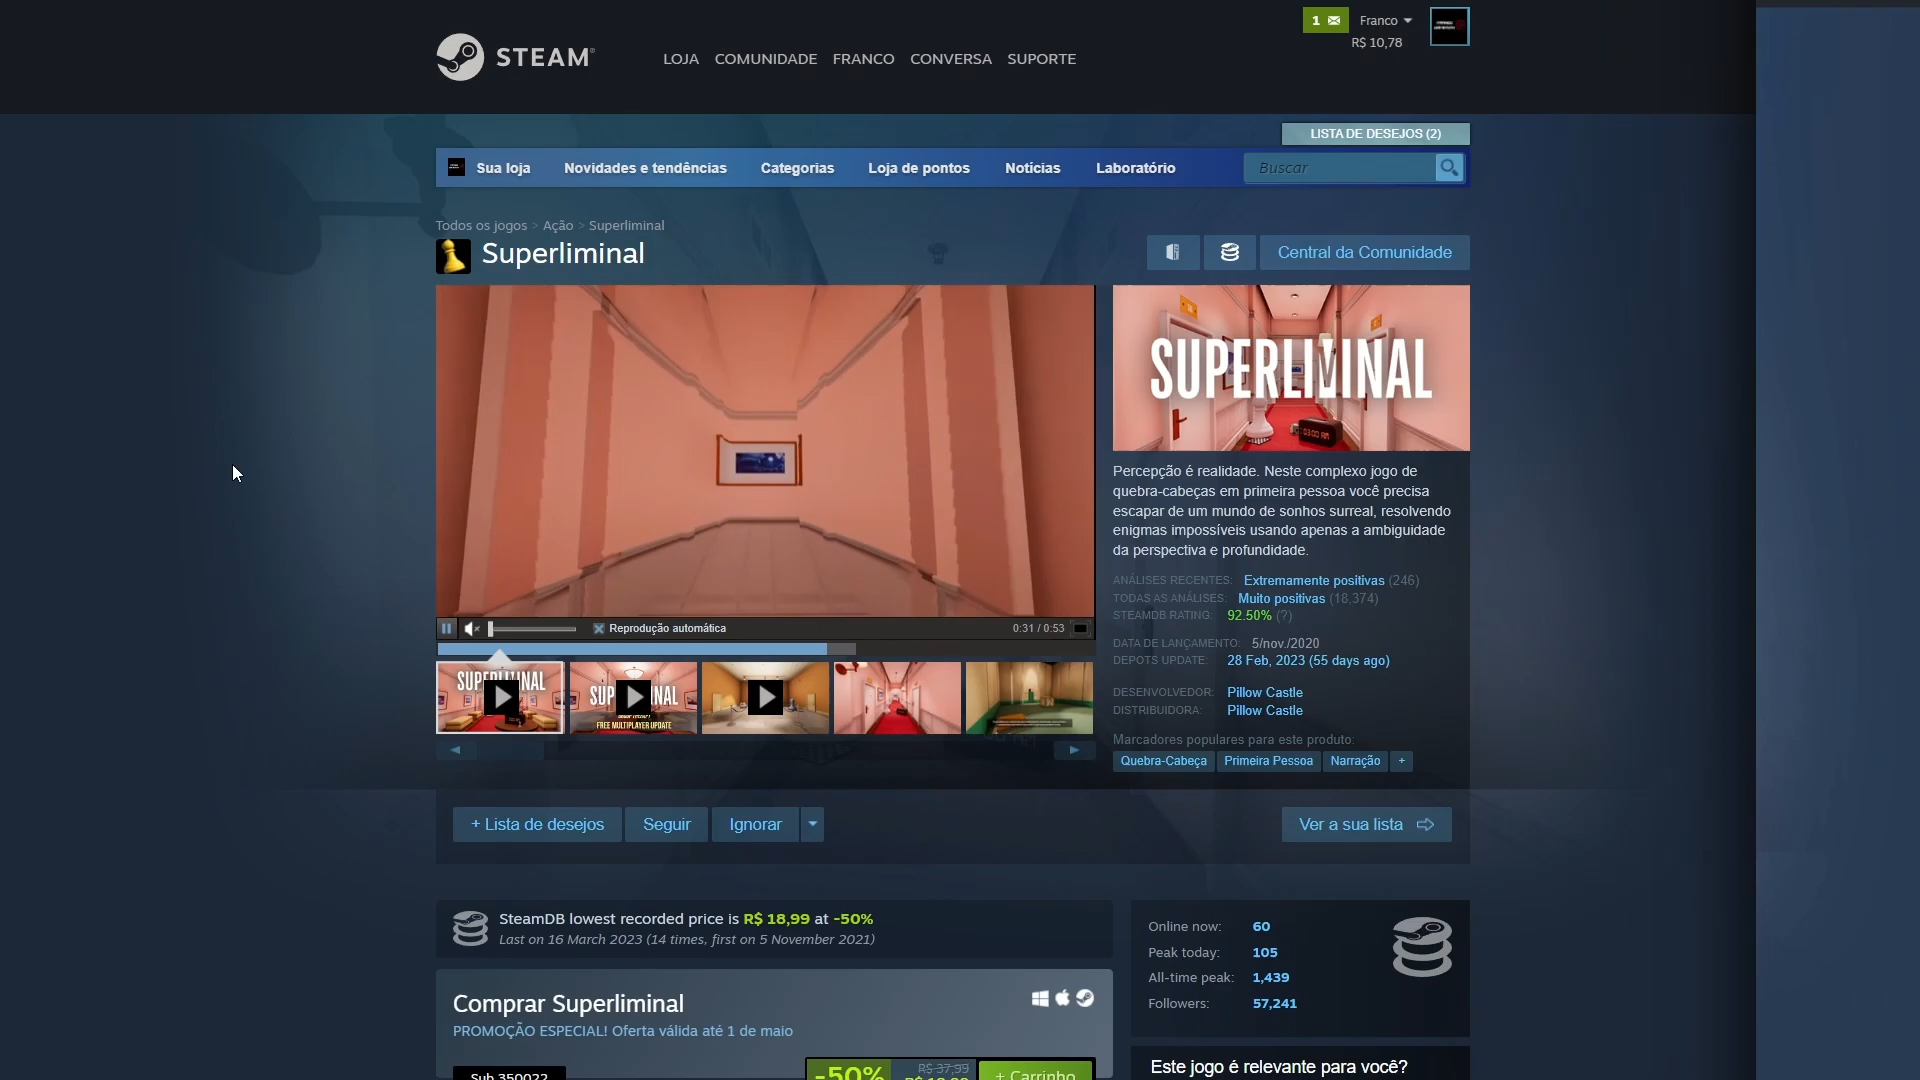 1
Franco
R$ 10,78
STEAM
LOJA COMUNIDADE FRANCO CONVERSA SUPORTE
LISTA DE DESEJOS (2)
Sua loja Novidades e tendências Categorias Loja de pontos Notícias Laboratório Buscar
Todos os jogos > Ação > Superliminal
Superliminal
Central da Comunidade
SUPERLIMINAL
03:00 AM
Percepção é realidade. Neste complexo jogo de
quebra-cabeças em primeira pessoa você precisa
escapar de um mundo de sonhos surreal, resolvendo
enigmas impossíveis usando apenas a ambiguidade
da perspectiva e profundidade.
ANÁLISES RECENTES: Extremamente positivas (246)
TODAS AS ANÁLISES: Muito positivas (18,374)
STEAMDB RATING: 92.50% (?)
DATA DE LANÇAMENTO: 5/nov./2020
DEPOTS UPDATE: 28 Feb, 2023 (55 days ago)
DESENVOLVEDOR: Pillow Castle
DISTRIBUIDORA: Pillow Castle
Marcadores populares para este produto:
Quebra-Cabeça Primeira Pessoa Narração +
Reprodução automática
0:31 / 0:53
FREE MULTIPLAYER UPDATE
+ Lista de desejos Seguir Ignorar
Ver a sua lista
SteamDB lowest recorded price is R$ 18,99 at -50%
Last on 16 March 2023 (14 times, first on 5 November 2021)
Online now: 60
Peak today: 105
All-time peak: 1,439
Followers: 57,241
Comprar Superliminal
PROMOÇÃO ESPECIAL! Oferta válida até 1 de maio
Sub 350022
-50%
R$ 37,99
R$ 18,99
+ Carrinho
Este jogo é relevante para você?